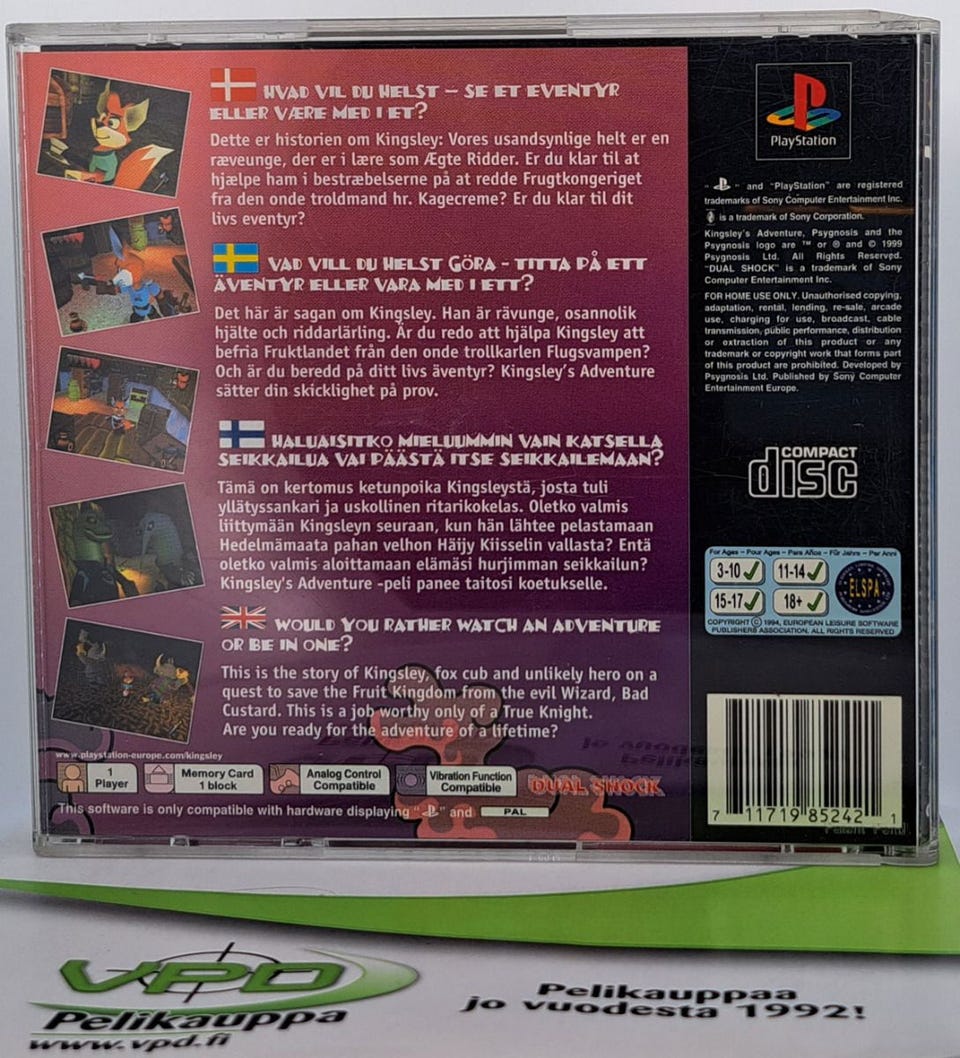 HVAD VIL DU HELST – SE ET EVENTYR
ELLER VÆRE MED I ET?
Dette er historien om Kingsley: Vores usandsynlige helt er en
ræveunge, der er i lære som Ægte Ridder. Er du klar til at
hjælpe ham i bestræbelserne på at redde Frugtkongeriget
fra den onde troldmand hr. Kagecreme? Er du klar til dit
livs eventyr?
VAD VILL DU HELST GÖRA - TITTA PÅ ETT
ÄVENTYR ELLER VARA MED I ETT?
Det här är sagan om Kingsley. Han är rävunge, osannolik
hjälte och riddarlärling. Är du redo att hjälpa Kingsley att
befria Fruktlandet från den onde trollkarlen Flugsvampen?
Och är du beredd på ditt livs äventyr? Kingsley's Adventure
sätter din skicklighet på prov.
HALUAISITKO MIELUUMMIN VAIN KATSELLA
SEIKKAILUA VAI PÄÄSTÄ ITSE SEIKKAILEMAAN?
Tämä on kertomus ketunpoika Kingsleystä, josta tuli
yllätyssankari ja uskollinen ritarikokelas. Oletko valmis
liittymään Kingsleyn seuraan, kun hän lähtee pelastamaan
Hedelmämaata pahan velhon Häijy Kiisselin vallasta? Entä
oletko valmis aloittamaan elämäsi hurjimman seikkailun?
Kingsley's Adventure -peli panee taitosi koetukselle.
WOULD YOU RATHER WATCH AN ADVENTURE
OR BE IN ONE?
This is the story of Kingsley, fox cub and unlikely hero on a
quest to save the Fruit Kingdom from the evil Wizard, Bad
Custard. This is a job worthy only of a True Knight.
Are you ready for the adventure of a lifetime?
www.playstation-europe.com/kingsley
1
Player
Memory Card
1 block
Analog Control
Compatible
Vibration Function
Compatible
DUAL SHOCK
This software is only compatible with hardware displaying " " and PAL
PlayStation
" " and "PlayStation" are registered
trademarks of Sony Computer Entertainment Inc.
is a trademark of Sony Corporation.
Kingsley's Adventure, Psygnosis and the
Psygnosis logo are ™ or ® and © 1999
Psygnosis Ltd. All Rights Reserved.
"DUAL SHOCK" is a trademark of Sony
Computer Entertainment Inc.
FOR HOME USE ONLY. Unauthorised copying,
adaptation, rental, lending, re-sale, arcade
use, charging for use, broadcast, cable
transmission, public performance, distribution
or extraction of this product or any
trademark or copyright work that forms part
of this product are prohibited. Developed by
Psygnosis Ltd. Published by Sony Computer
Entertainment Europe.
COMPACT
disc
For Ages – Pour Ages – Para Años – Für Jahre – Per Anni
3-10 11-14
15-17 18+
ELSPA
COPYRIGHT © 1994, EUROPEAN LEISURE SOFTWARE
PUBLISHERS ASSOCIATION. ALL RIGHTS RESERVED
7 11719 85242 1
VPD
Pelikauppa
www.vpd.fi
Pelikauppaa
jo vuodesta 1992!